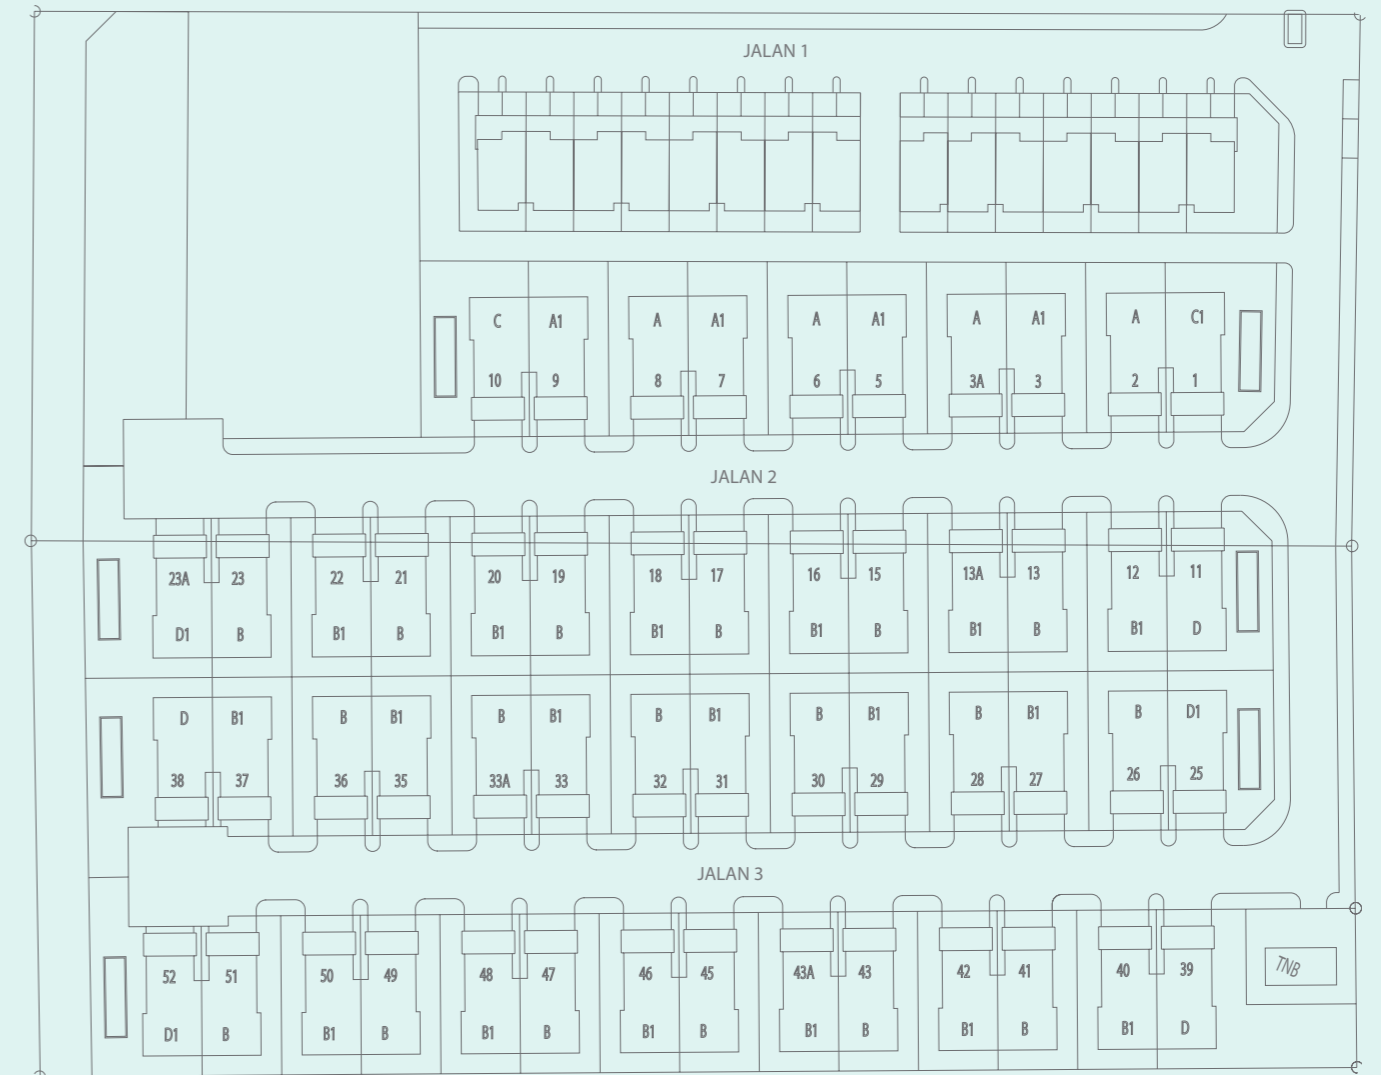 JALAN 1
C A1 A A1 A A1 A A1 A C1
10 9 8 7 6 5 3A 3 2 1
JALAN 2
23A 23 22 21 20 19 18 17 16 15 13A 13 12 11
D1 B B1 B B1 B B1 B B1 B B1 B B1 D
D B1 B B1 B B1 B B1 B B1 B B1 B D1
38 37 36 35 33A 33 32 31 30 29 28 27 26 25
JALAN 3
52 51 50 49 48 47 46 45 43A 43 42 41 40 39
TNB
D1 B B1 B B1 B B1 B B1 B B1 B B1 D